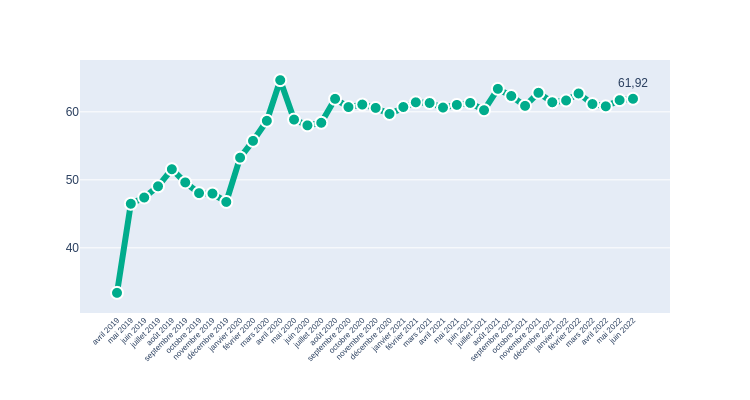 61,92
60
50
40
avril 2019
mai 2019
juin 2019
juillet 2019
août 2019
septembre 2019
octobre 2019
novembre 2019
décembre 2019
janvier 2020
février 2020
mars 2020
avril 2020
mai 2020
juin 2020
juillet 2020
août 2020
septembre 2020
octobre 2020
novembre 2020
décembre 2020
janvier 2021
février 2021
mars 2021
avril 2021
mai 2021
juin 2021
juillet 2021
août 2021
septembre 2021
octobre 2021
novembre 2021
décembre 2021
janvier 2022
février 2022
mars 2022
avril 2022
mai 2022
juin 2022